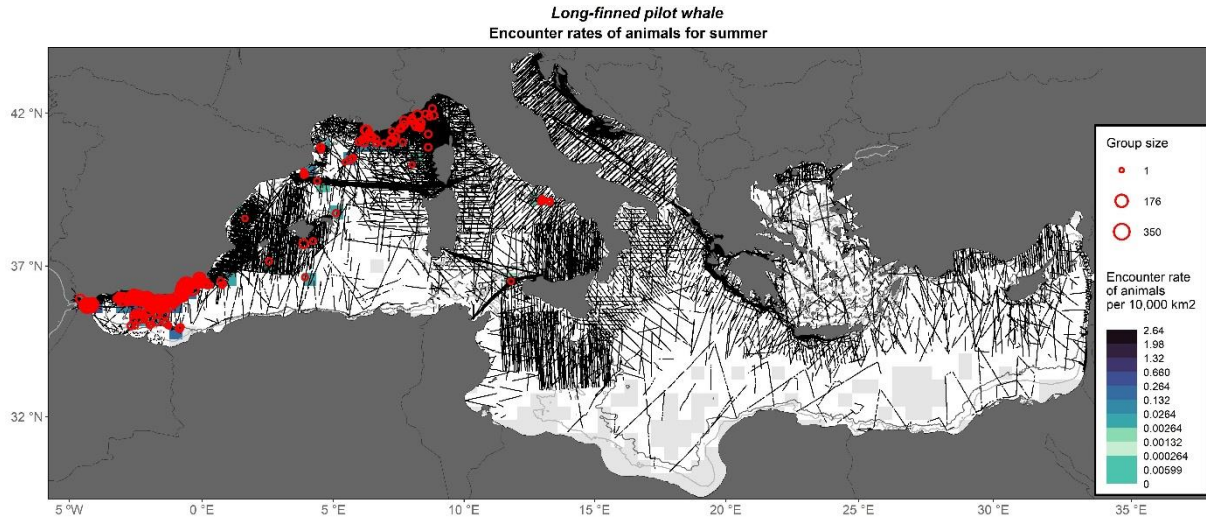 Long-finned pilot whale
Encounter rates of animals for summer
42 °N
37 °N
32 °N
5 °W
0 °E
5 °E
10 °E
15 °E
20 °E
25 °E
30 °E
35 °E
Group size
1
176
350
Encounter rate
of animals
per 10,000 km2
2.64
1.98
1.32
0.660
0.264
0.132
0.0264
0.00264
0.00132
0.000264
0.00599
0